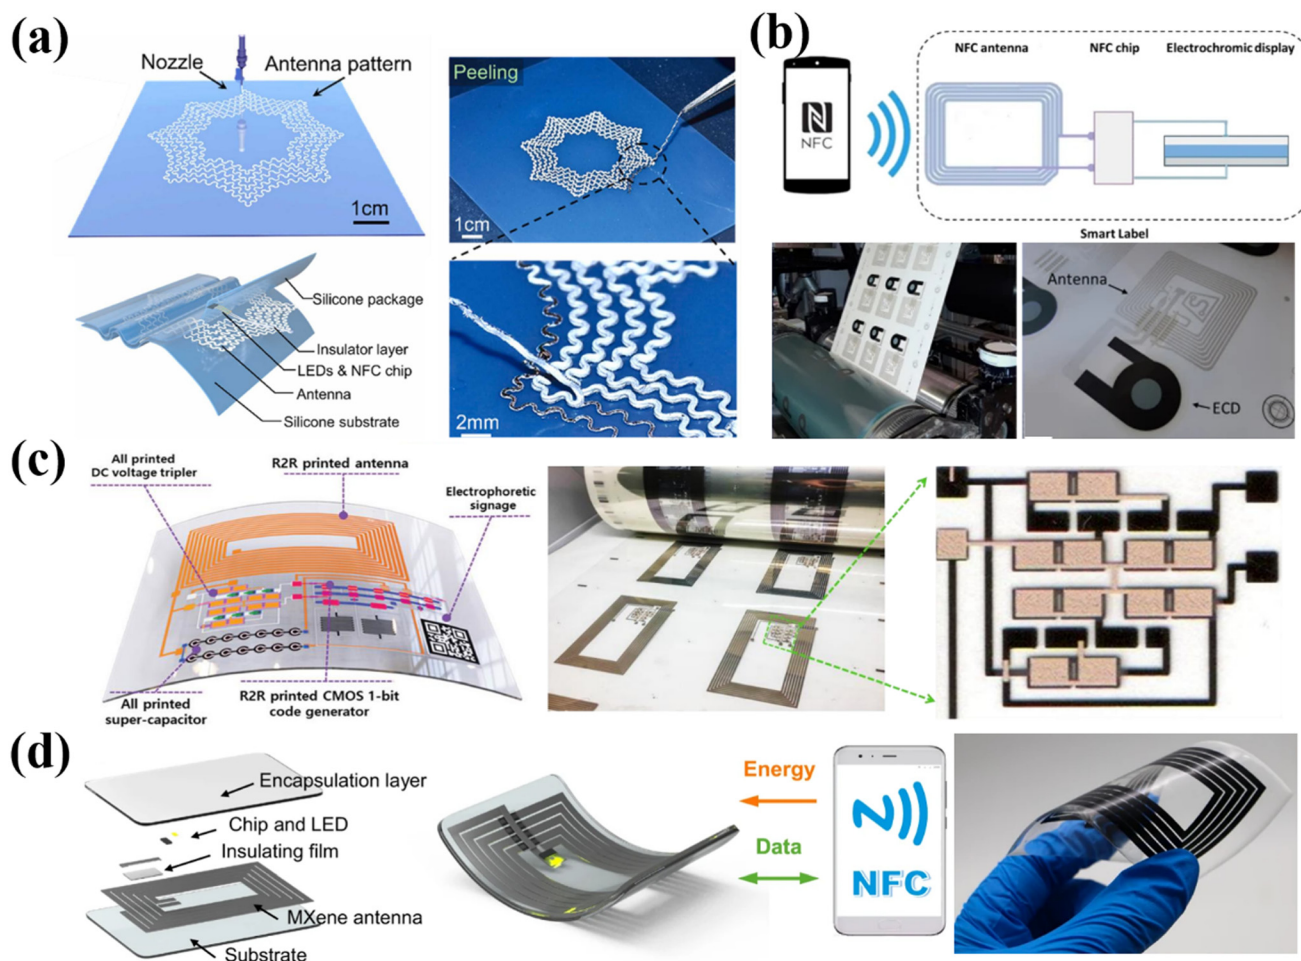 (a)
Nozzle
Antenna pattern
1cm
Peeling
1cm
Silicone package
Insulator layer
LEDs & NFC chip
Antenna
Silicone substrate
2mm
(b)
NFC antenna
NFC chip
Electrochromic display
NFC
Smart Label
Antenna
ECD
(c)
All printed
DC voltage tripler
R2R printed antenna
Electrophoretic
signage
All printed
super-capacitor
R2R printed CMOS 1-bit
code generator
(d)
Encapsulation layer
Chip and LED
Insulating film
MXene antenna
Substrate
Energy
Data
NFC